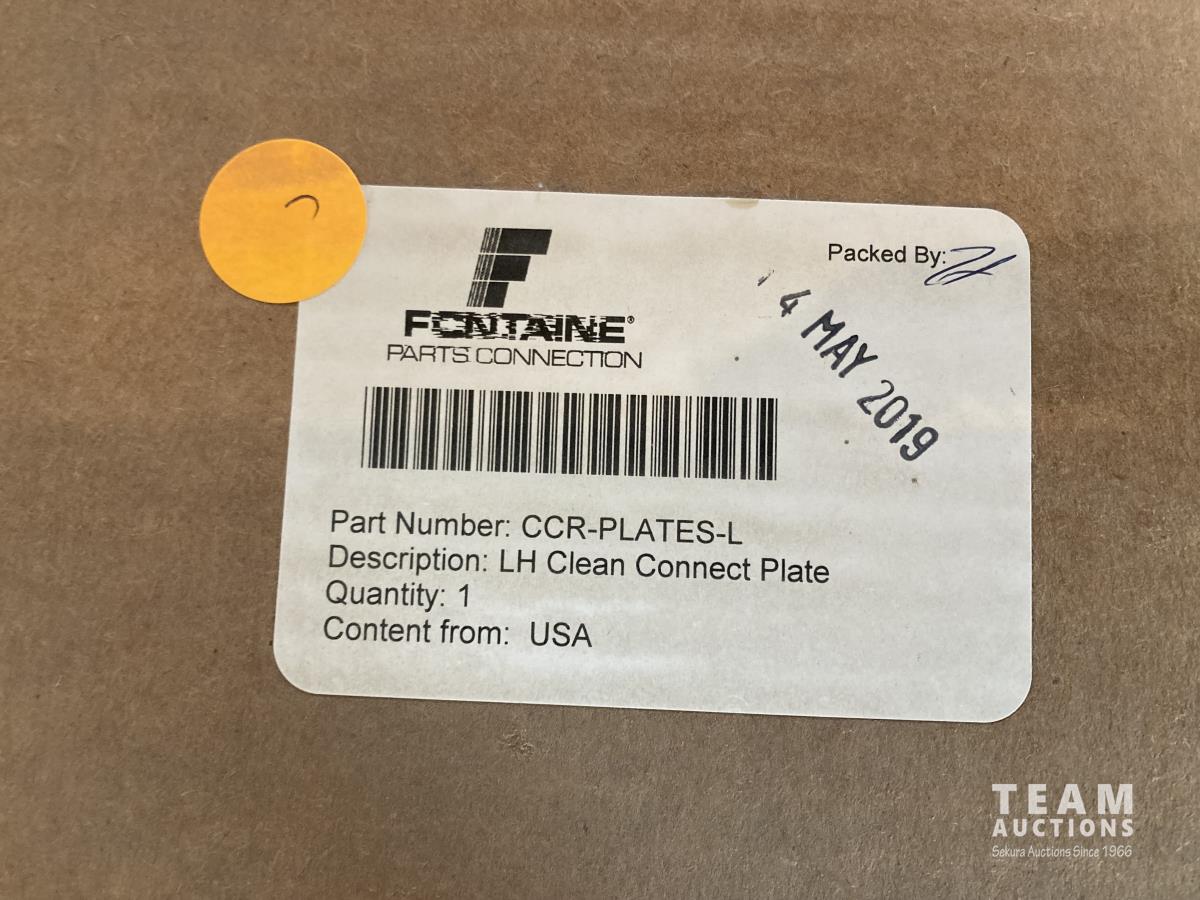 FONTAINE®
PARTS CONNECTION
Packed By:
4 MAY 2019
Part Number: CCR-PLATES-L
Description: LH Clean Connect Plate
Quantity: 1
Content from: USA
TEAM
AUCTIONS
Sekura Auctions Since 1966